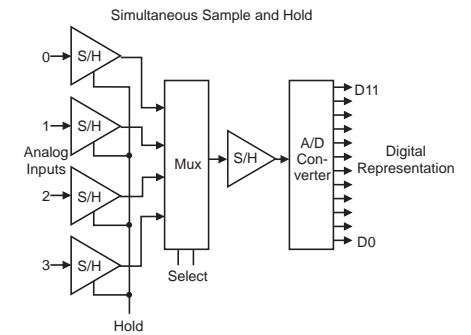 Simultaneous Sample and Hold
0
S/H
1
S/H
Analog
Inputs
2
S/H
3
S/H
Mux
Select
Hold
S/H
A/D
Con-
verter
D11
Digital
Representation
D0